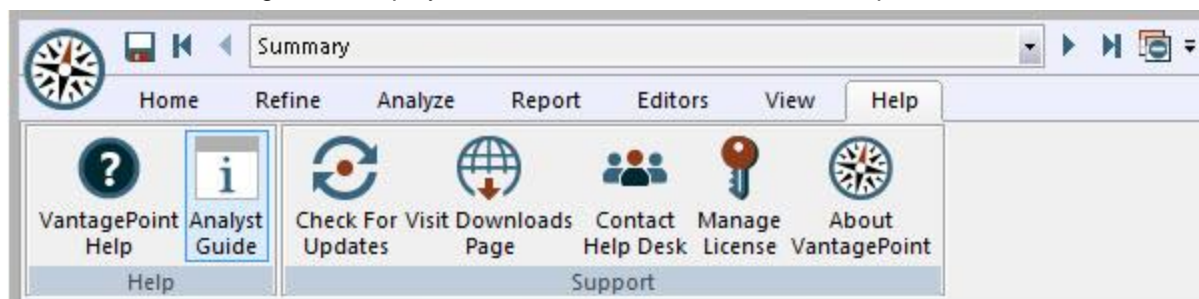 Summary
Home Refine Analyze Report Editors View Help
VantagePoint Help
Analyst Guide
Check For Updates
Visit Downloads Page
Contact Help Desk
Manage License
About VantagePoint
Help Support